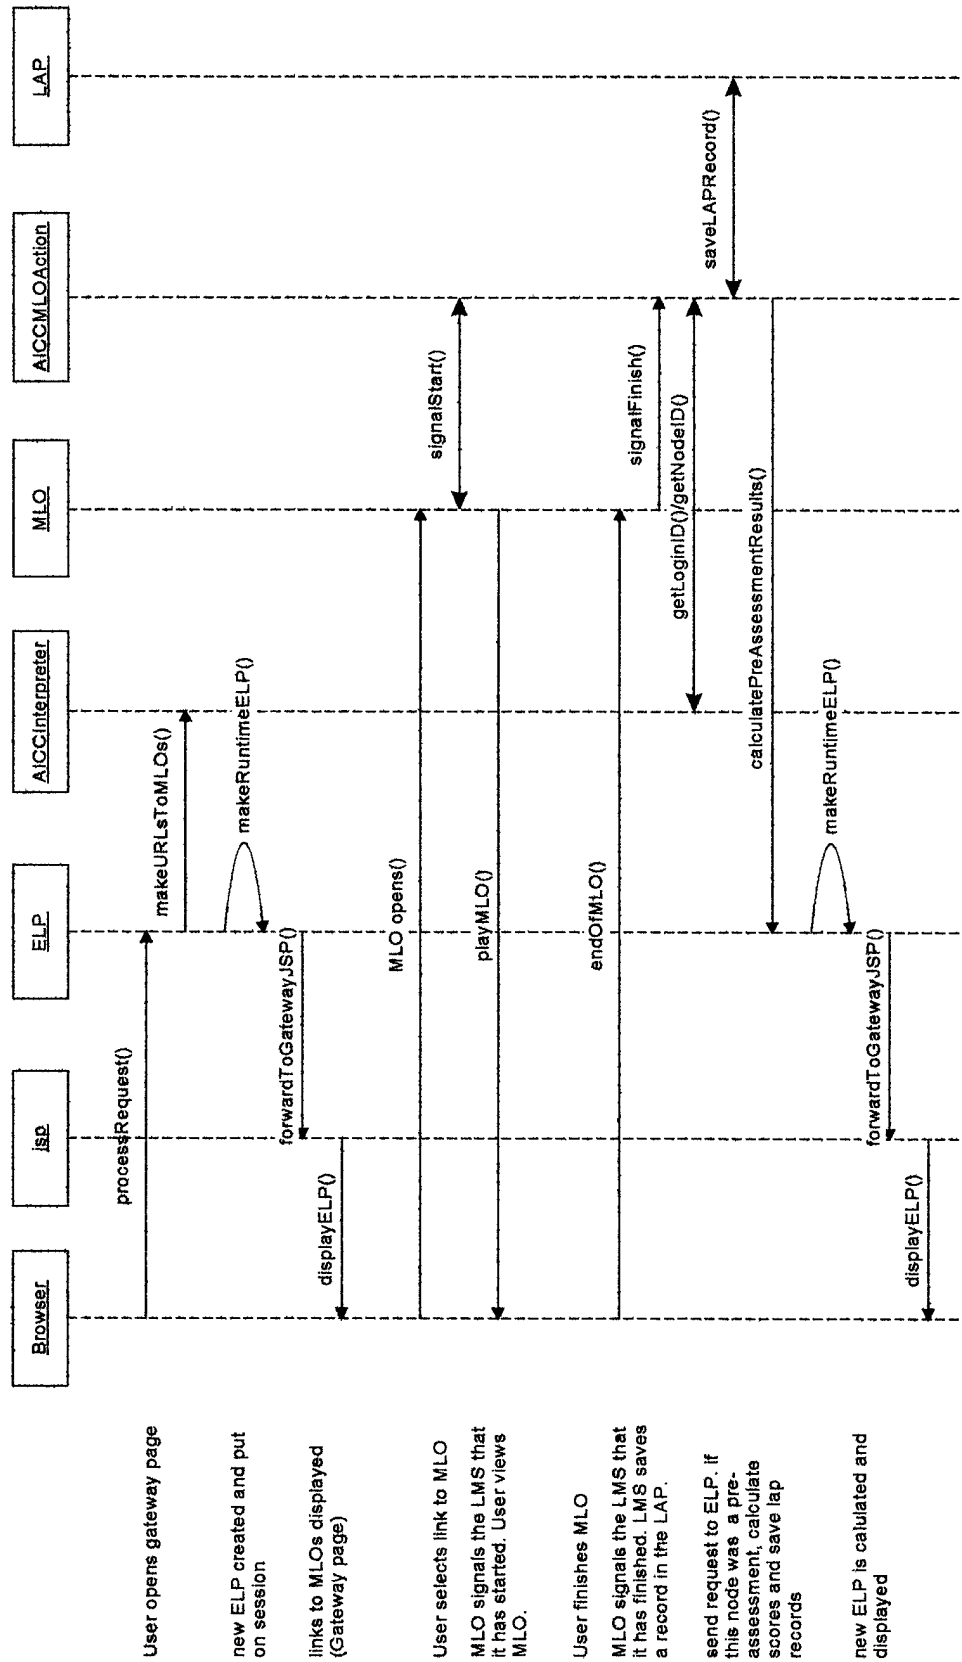 Browser
jsp
ELP
AICCInterpreter
MLO
AICCMLOAction
LAP
User opens gateway page
processRequest()
makeURLsToMLOs()
new ELP created and put
on session
makeRuntimeELP()
forwardToGatewayJSP()
links to MLOs displayed
(Gateway page)
displayELP()
User selects link to MLO
MLO opens()
signalStart()
MLO signals the LMS that
it has started. User views
MLO.
playMLO()
User finishes MLO
endOfMLO()
MLO signals the LMS that
it has finished. LMS saves
a record in the LAP.
signalFinish()
getLoginID()/getNodeID()
saveLAPRecord()
send request to ELP. if
this node was a pre-
assessment, calculate
scores and save lap
records
calculatePreAssessmentResults()
makeRuntimeELP()
new ELP is calulated and
displayed
forwardToGatewayJSP()
displayELP()